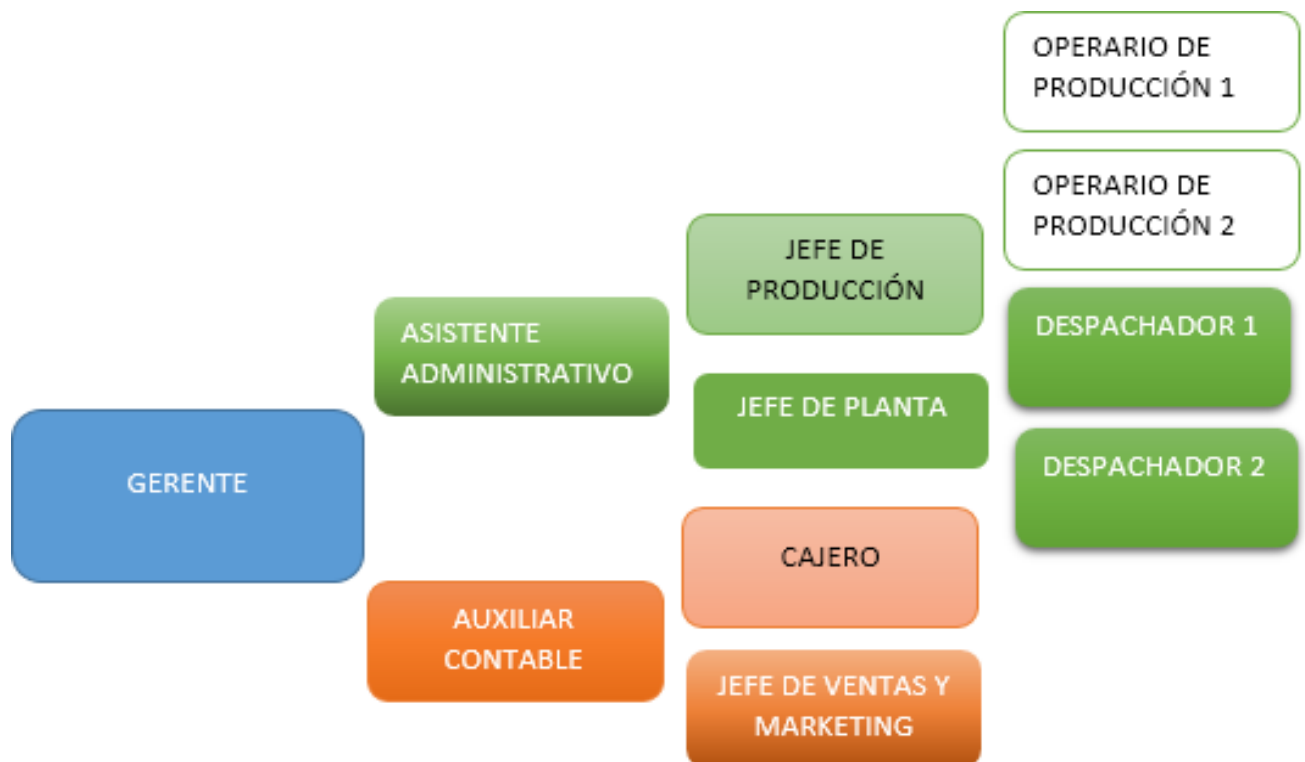 GERENTE
ASISTENTE
ADMINISTRATIVO
AUXILIAR
CONTABLE
JEFE DE
PRODUCCIÓN
JEFE DE PLANTA
CAJERO
JEFE DE VENTAS Y
MARKETING
OPERARIO DE
PRODUCCIÓN 1
OPERARIO DE
PRODUCCIÓN 2
DESPACHADOR 1
DESPACHADOR 2